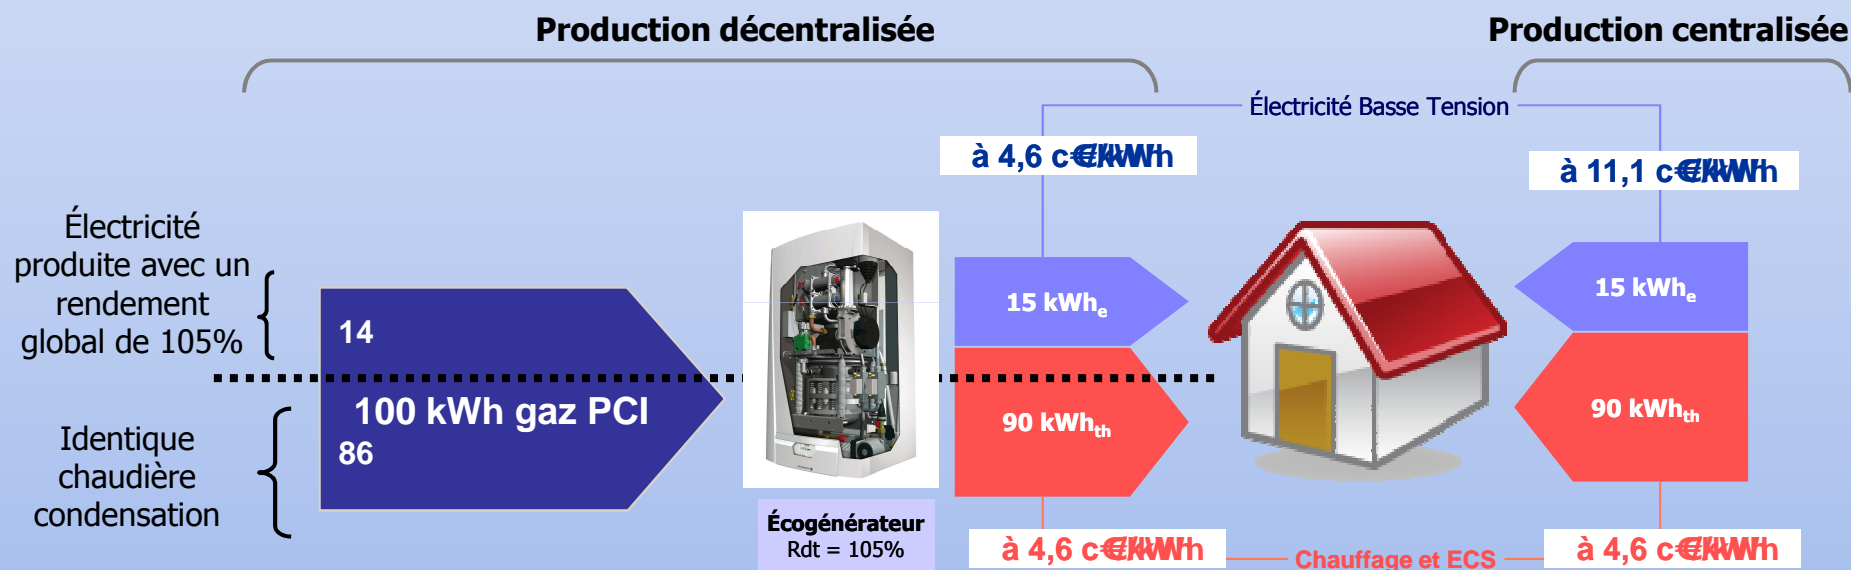 Production décentralisée
Production centralisée
Électricité Basse Tension
à 4,6 c€/kWh
à 11,1 c€/kWh
Électricité
produite avec un
rendement
global de 105%
14
100 kWh gaz PCI
86
Identique
chaudière
condensation
15 kWhe
90 kWhth
15 kWhe
90 kWhth
Écogénérateur
Rdt = 105%
à 4,6 c€/kWh
Chauffage et ECS
à 4,6 c€/kWh